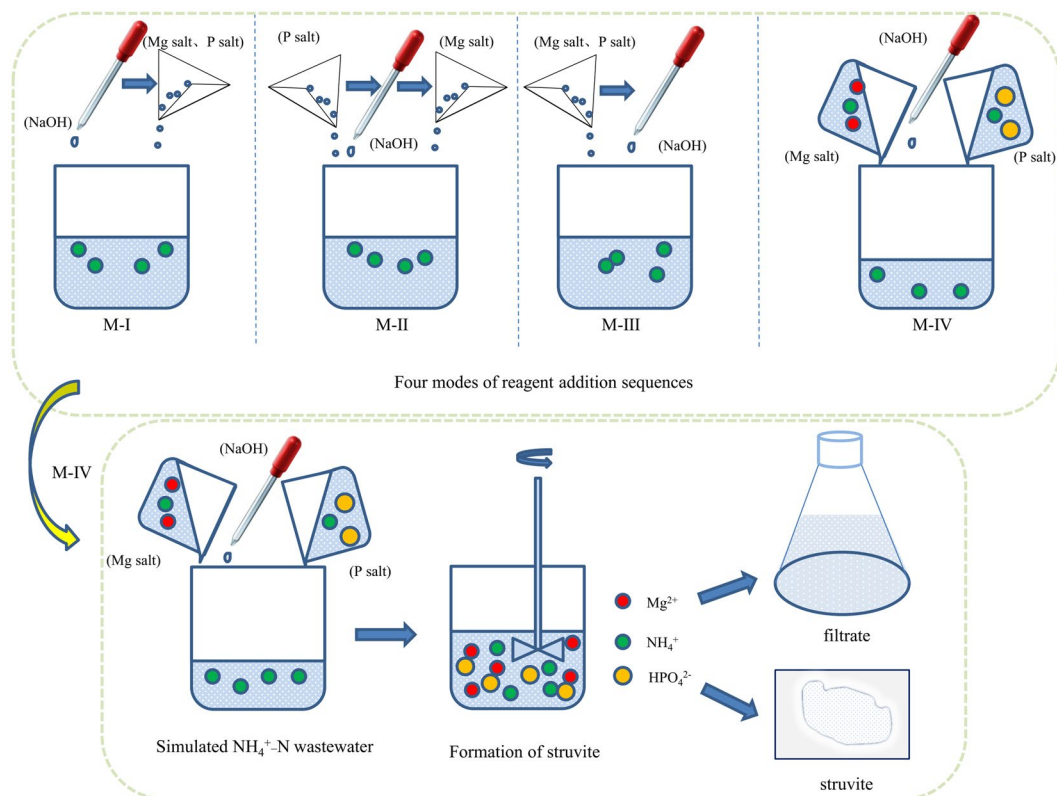 (NaOH)
(Mg salt、P salt)
M-I
(P salt)
(Mg salt)
(NaOH)
M-II
(Mg salt、P salt)
(NaOH)
M-III
(NaOH)
(Mg salt)
(P salt)
M-IV
Four modes of reagent addition sequences
M-IV
(NaOH)
(Mg salt)
(P salt)
Simulated NH₄⁺-N wastewater
Formation of struvite
Mg²⁺
NH₄⁺
HPO₄²⁻
filtrate
struvite